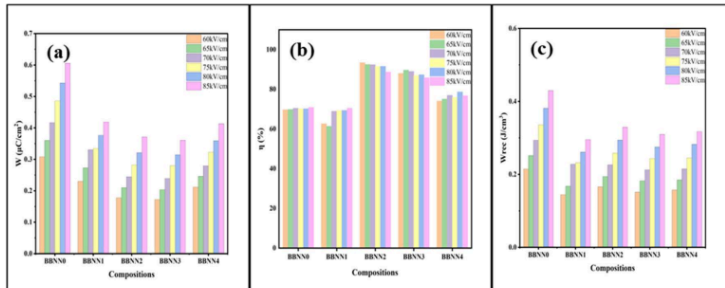 (a)
60kV/cm
65kV/cm
70kV/cm
75kV/cm
80kV/cm
85kV/cm
W (µC/cm²)
0.7
0.6
0.5
0.4
0.3
0.2
0.1
0.0
BBNN0 BBNN1 BBNN2 BBNN3 BBNN4
Compositions
(b)
60kV/cm
65kV/cm
70kV/cm
75kV/cm
80kV/cm
85kV/cm
η (%)
100
80
60
40
20
0
BBNN0 BBNN1 BBNN2 BBNN3 BBNN4
Compositions
(c)
60kV/cm
65kV/cm
70kV/cm
75kV/cm
80kV/cm
85kV/cm
Wrec (J/cm²)
0.6
0.4
0.2
0.0
BBNN0 BBNN1 BBNN2 BBNN3 BBNN4
Compositions